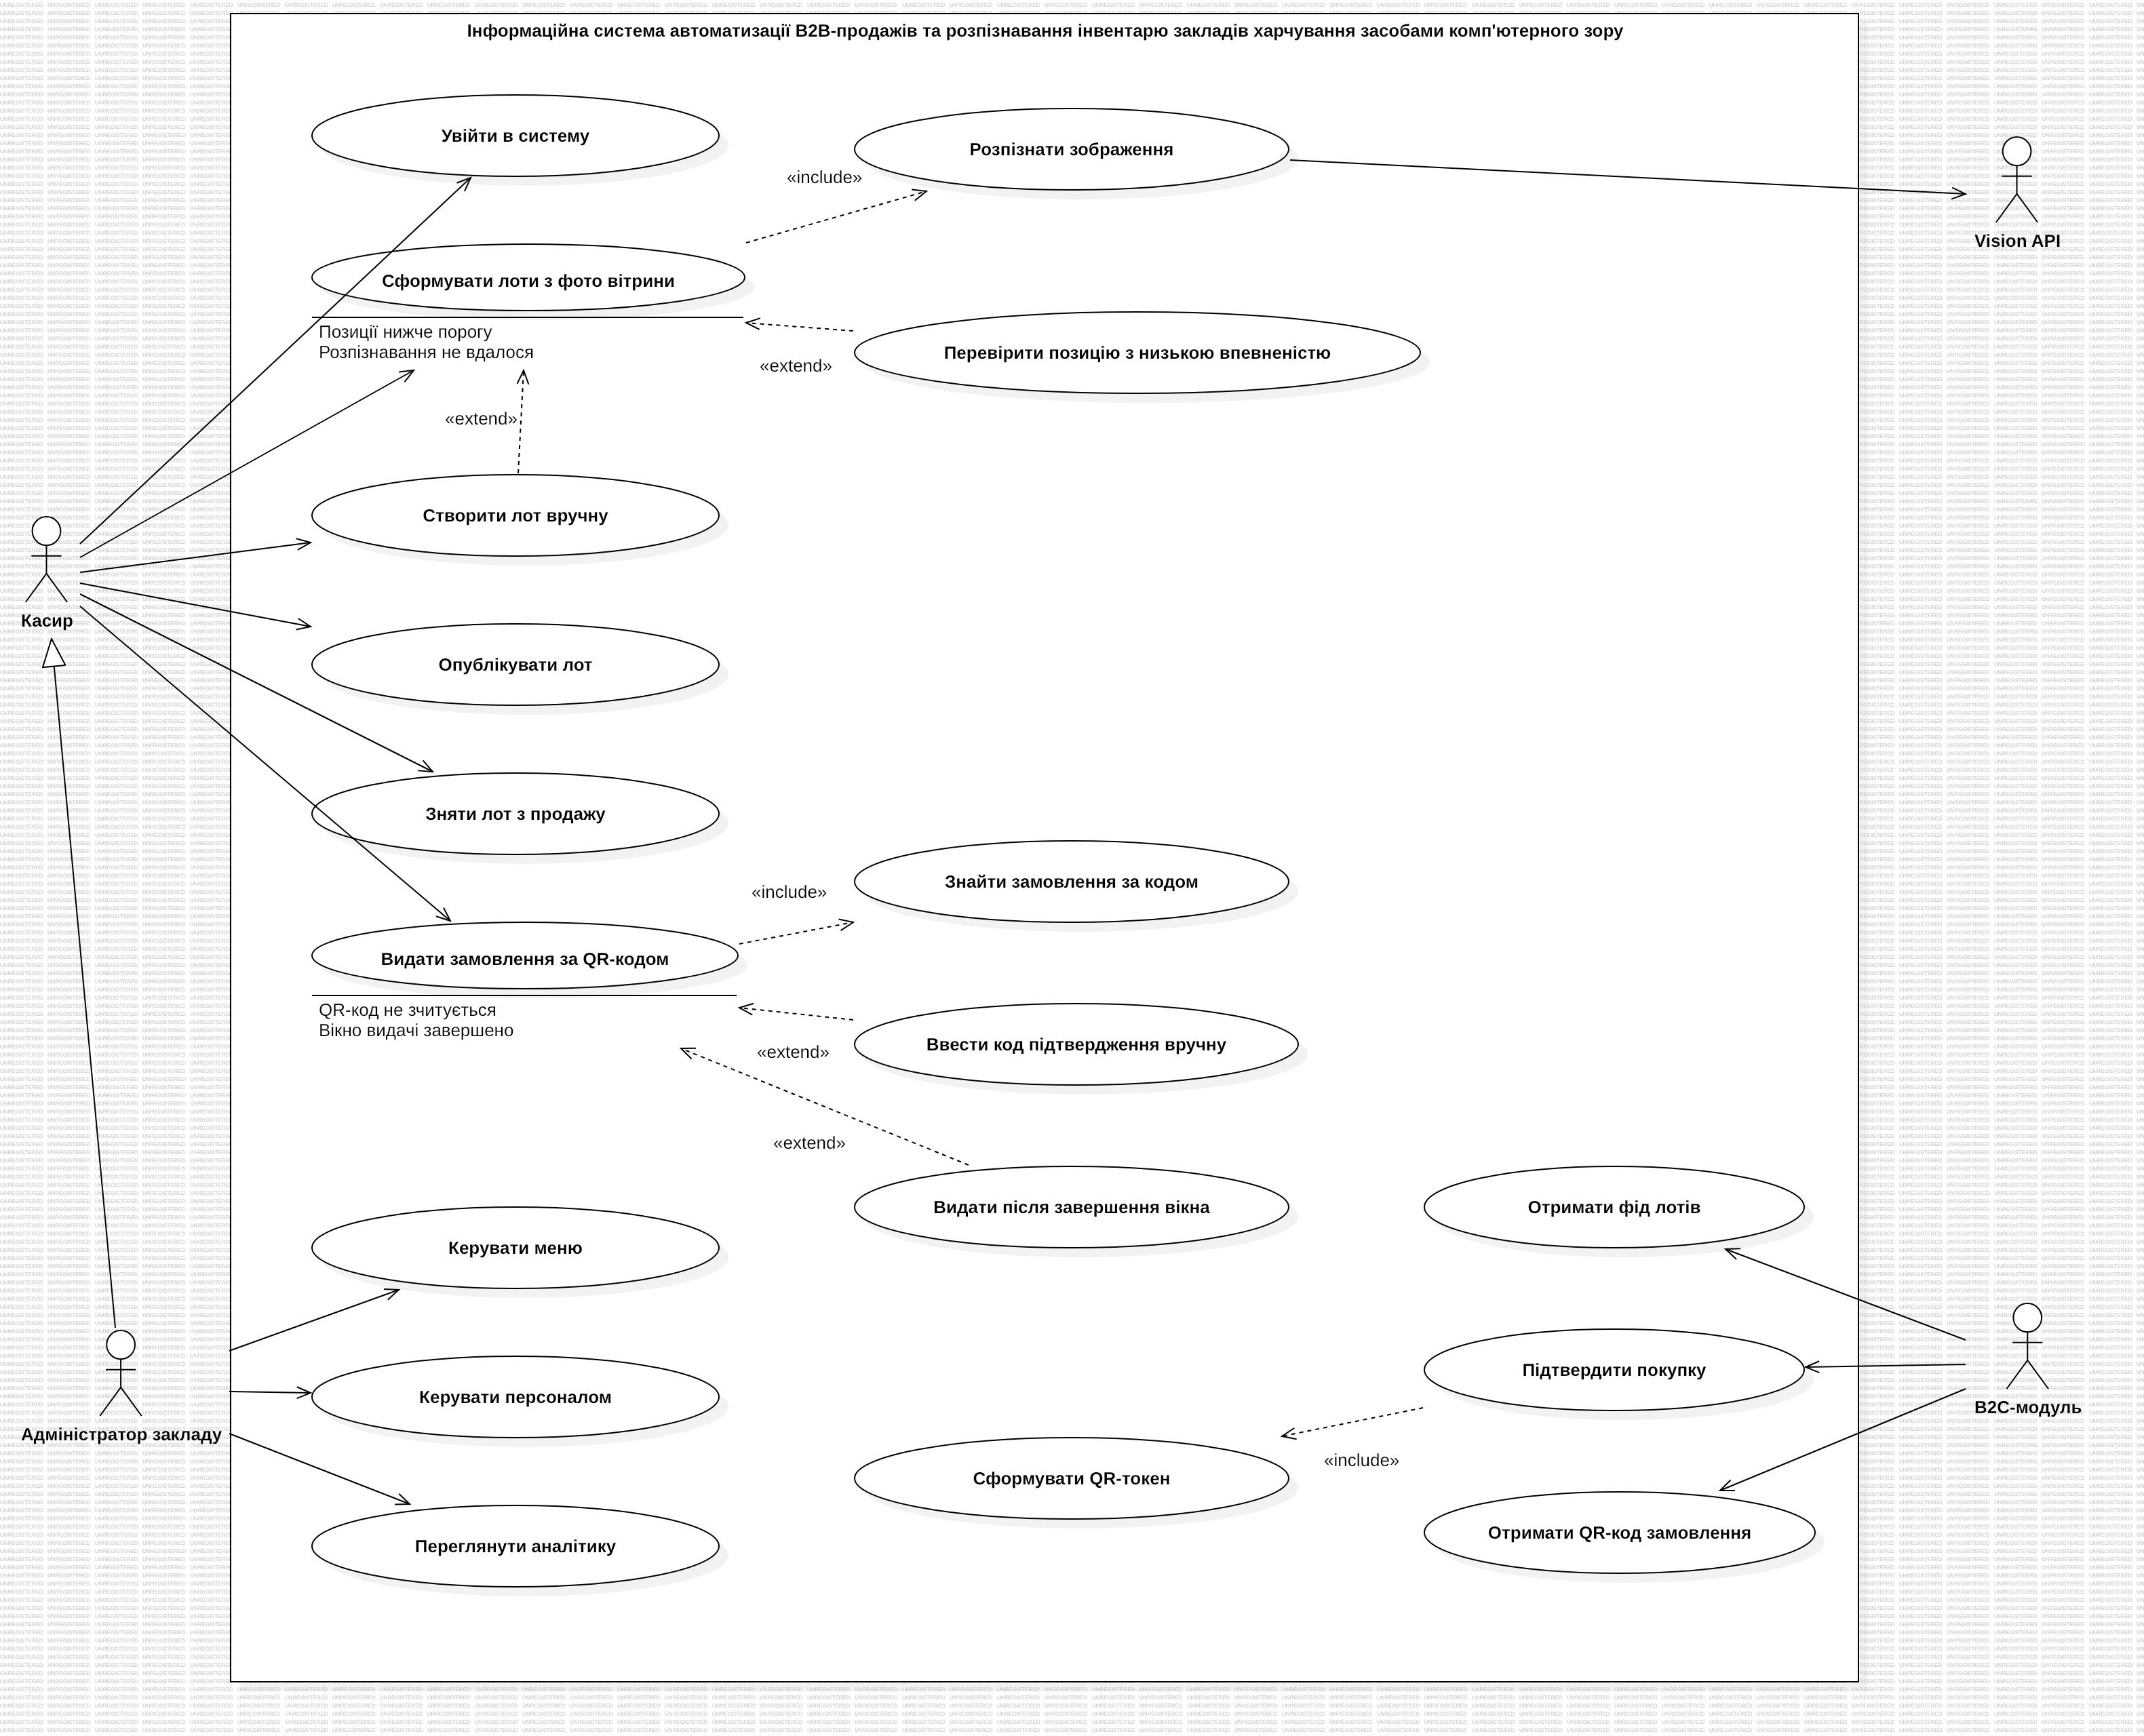 Інформаційна система автоматизації B2B-продажів та розпізнавання інвентарю закладів харчування засобами комп'ютерного зору
Увійти в систему
Розпізнати зображення
«include»
Vision API
Сформувати лоти з фото вітрини
Позиції нижче порогу
Розпізнавання не вдалося
Перевірити позицію з низькою впевненістю
«extend»
«extend»
Створити лот вручну
Касир
Опублікувати лот
Зняти лот з продажу
Знайти замовлення за кодом
«include»
Видати замовлення за QR-кодом
QR-код не зчитується
Вікно видачі завершено
Ввести код підтвердження вручну
«extend»
«extend»
Видати після завершення вікна
Отримати фід лотів
Керувати меню
Підтвердити покупку
Керувати персоналом
B2C-модуль
Адміністратор закладу
«include»
Сформувати QR-токен
Отримати QR-код замовлення
Переглянути аналітику
UNREGISTERED